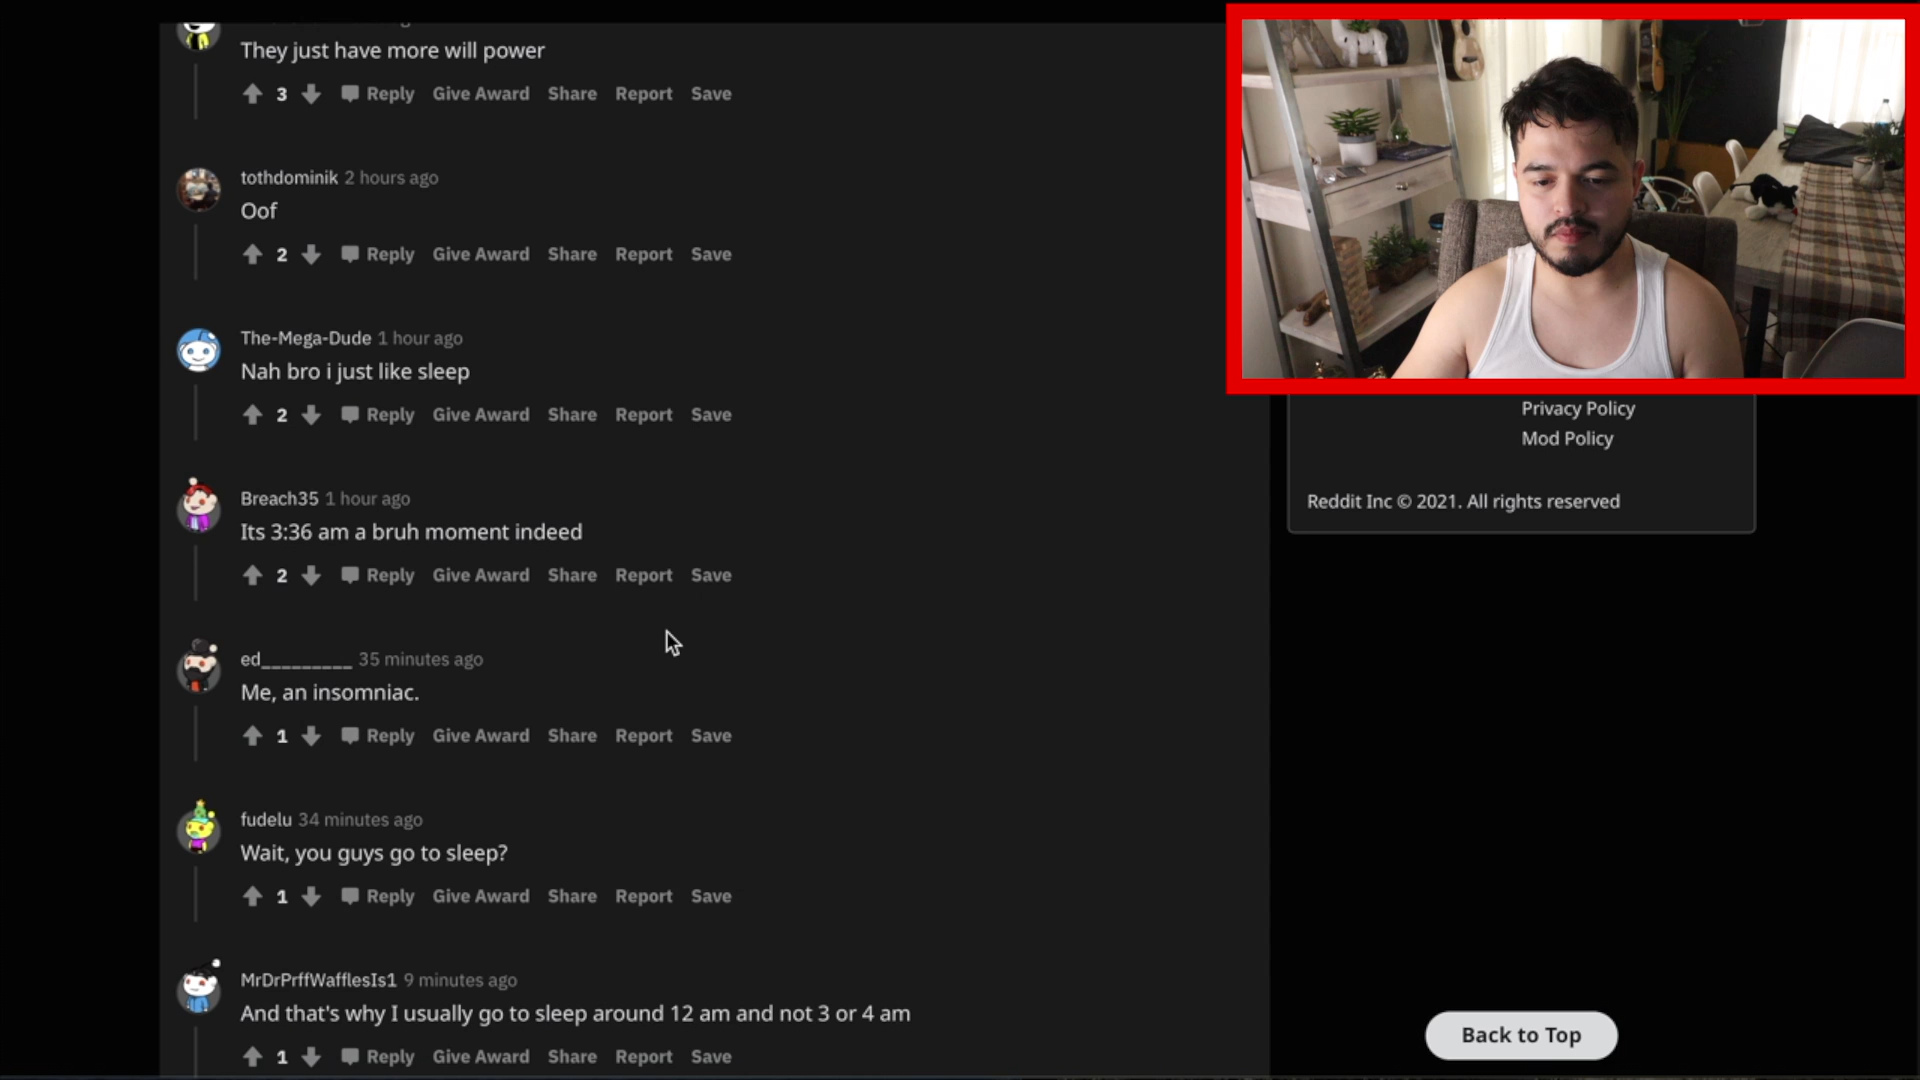 They just have more will power
3 Reply Give Award Share Report Save
tothdominik 2 hours ago
Oof
2 Reply Give Award Share Report Save
The-Mega-Dude 1 hour ago
Nah bro i just like sleep
2 Reply Give Award Share Report Save
Breach35 1 hour ago
Its 3:36 am a bruh moment indeed
2 Reply Give Award Share Report Save
ed_________ 35 minutes ago
Me, an insomniac.
1 Reply Give Award Share Report Save
fudelu 34 minutes ago
Wait, you guys go to sleep?
1 Reply Give Award Share Report Save
MrDrPrffWafflesIs1 9 minutes ago
And that's why I usually go to sleep around 12 am and not 3 or 4 am
1 Reply Give Award Share Report Save
Privacy Policy
Mod Policy
Reddit Inc © 2021. All rights reserved
Back to Top